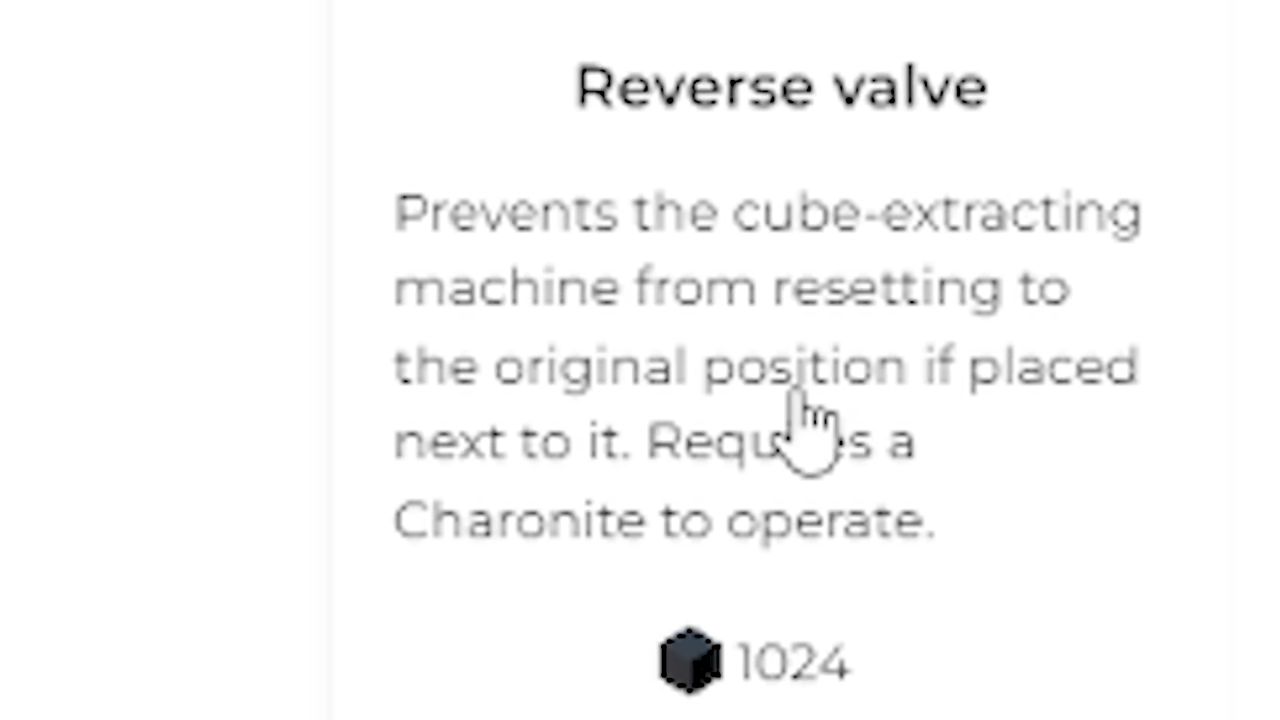 Reverse valve
Prevents the cube-extracting
machine from resetting to
the original position if placed
next to it. Requires a
Charonite to operate.
1024